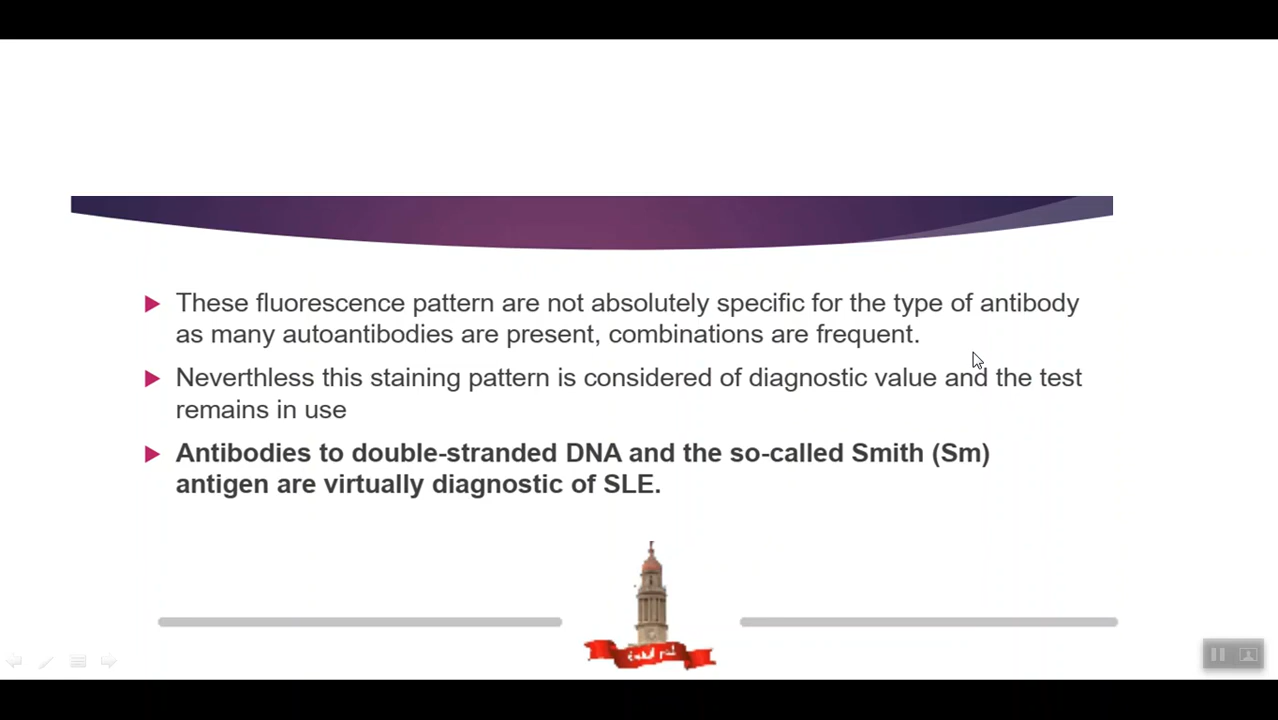 These fluorescence pattern are not absolutely specific for the type of antibody
as many autoantibodies are present, combinations are frequent.
Neverthless this staining pattern is considered of diagnostic value and the test
remains in use
Antibodies to double-stranded DNA and the so-called Smith (Sm)
antigen are virtually diagnostic of SLE.